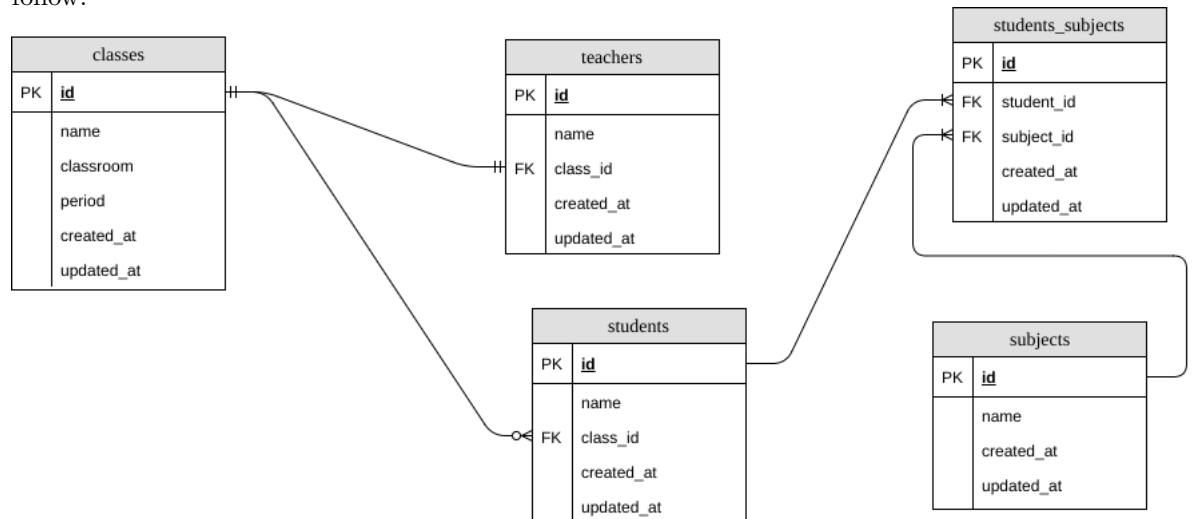 follow:
classes
PK id
name
classroom
period
created_at
updated_at
teachers
PK id
name
FK class_id
created_at
updated_at
students_subjects
PK id
FK student_id
FK subject_id
created_at
updated_at
students
PK id
name
FK class_id
created_at
updated_at
subjects
PK id
name
created_at
updated_at